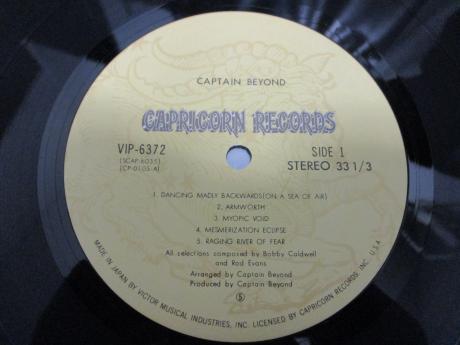 CAPTAIN BEYOND
CAPRICORN RECORDS
VIP-6372 SIDE 1
(SCAP-6035) STEREO 33 1/3
(CP-0105-A)
1. DANCING MADLY BACKWARDS (ON A SEA OF AIR)
2. ARMWORTH
3. MYOPIC VOID
4. MESMERIZATION ECLIPSE
5. RAGING RIVER OF FEAR
All selections composed by Bobby Caldwell
and Rod Evans
Arranged by Captain Beyond
Produced by Captain Beyond
S
MADE IN JAPAN BY VICTOR MUSICAL INDUSTRIES, INC. LICENSED BY CAPRICORN RECORDS, INC. U.S.A.